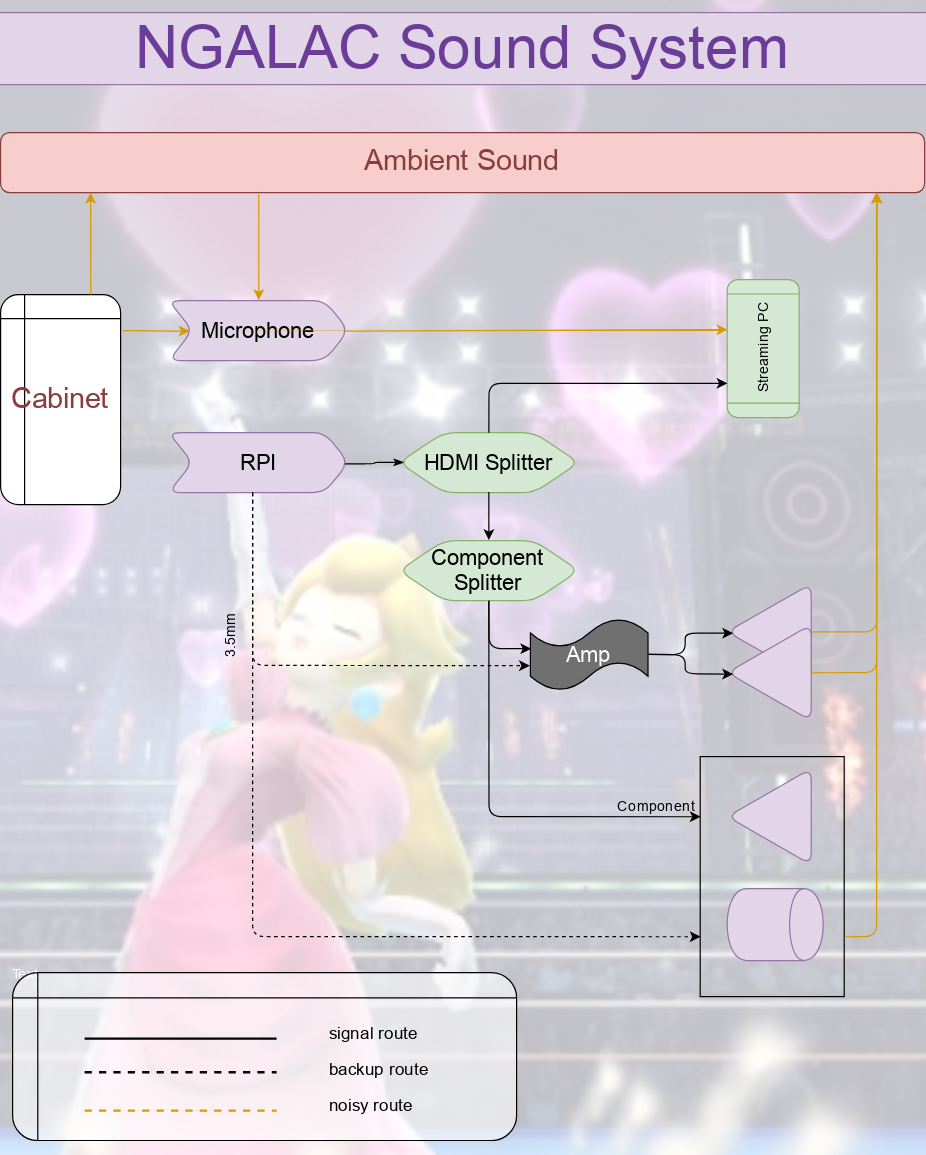 NGALAC Sound System
Ambient Sound
Microphone
Streaming PC
Cabinet
RPI
HDMI Splitter
Component
Splitter
3.5mm
Amp
Component
Text
signal route
backup route
noisy route